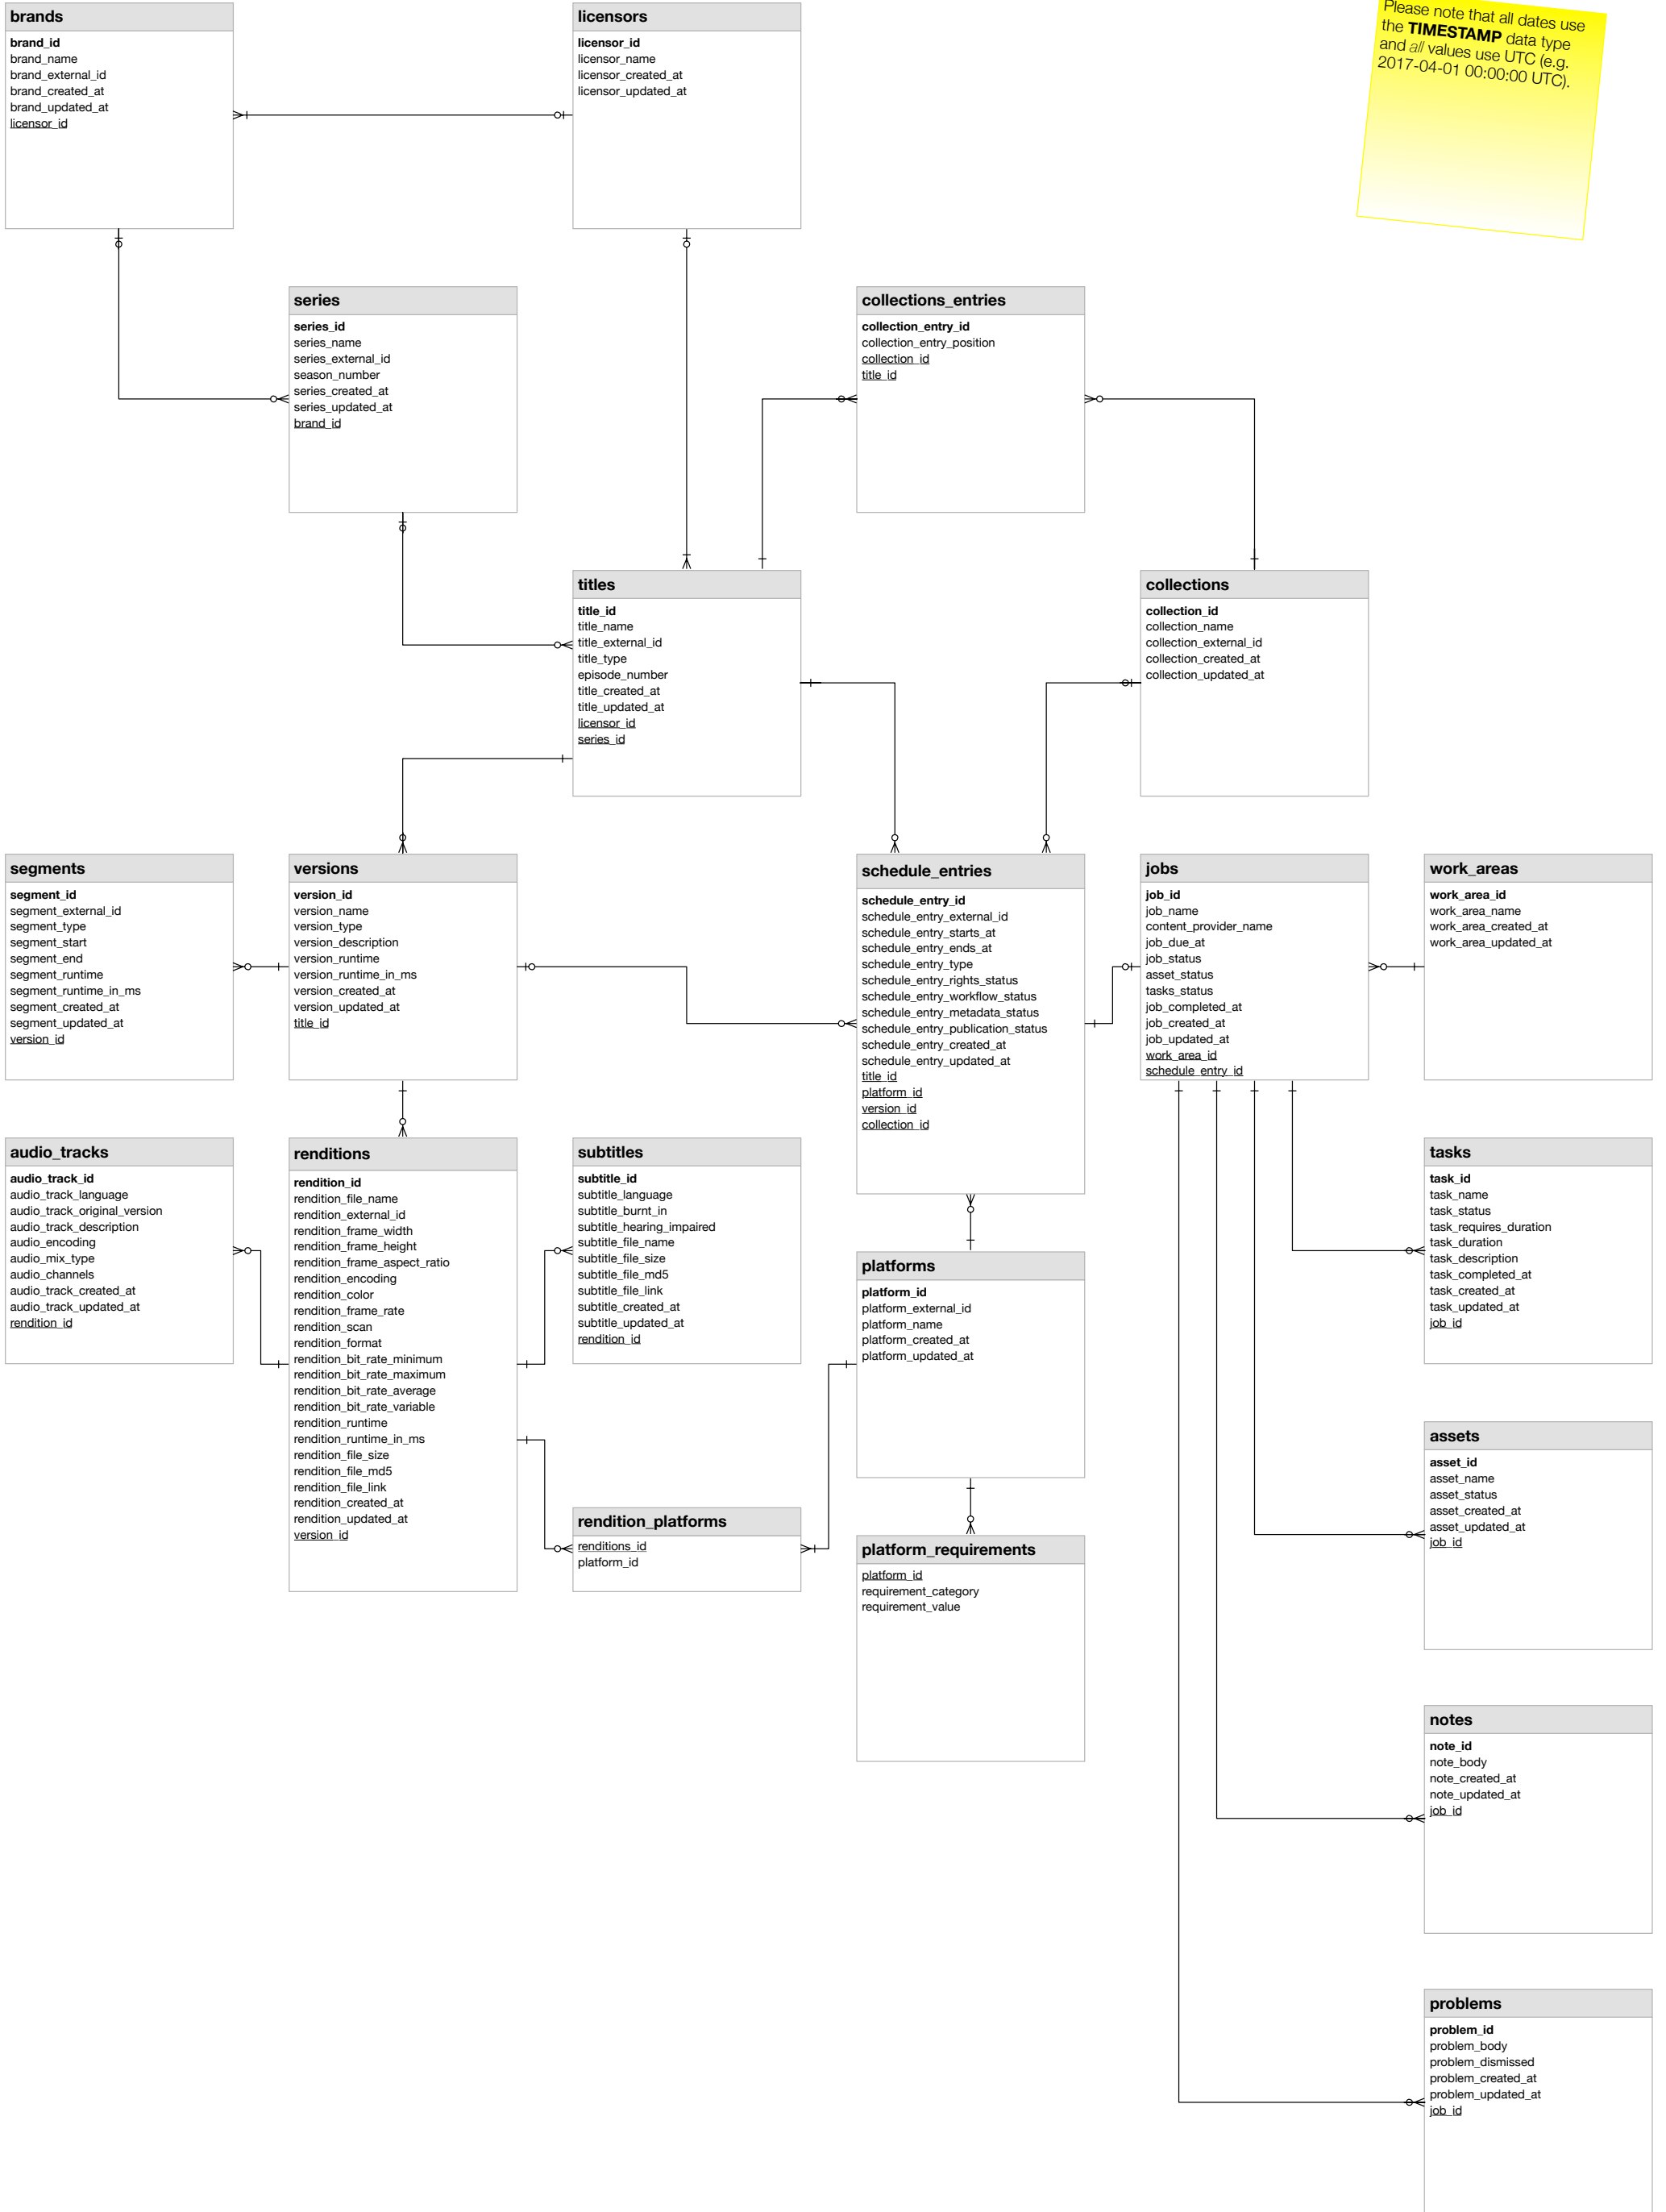 brands
brand_id
brand_name
brand_external_id
brand_created_at
brand_updated_at
licensor_id
licensors
licensor_id
licensor_name
licensor_created_at
licensor_updated_at
Please note that all dates use
the TIMESTAMP data type
and all values use UTC (e.g.
2017-04-01 00:00:00 UTC).
series
series_id
series_name
series_external_id
season_number
series_created_at
series_updated_at
brand_id
collections_entries
collection_entry_id
collection_entry_position
collection_id
title_id
titles
title_id
title_name
title_external_id
title_type
episode_number
title_created_at
title_updated_at
licensor_id
series_id
collections
collection_id
collection_name
collection_external_id
collection_created_at
collection_updated_at
segments
segment_id
segment_external_id
segment_type
segment_start
segment_end
segment_runtime
segment_runtime_in_ms
segment_created_at
segment_updated_at
version_id
versions
version_id
version_name
version_type
version_description
version_runtime
version_runtime_in_ms
version_created_at
version_updated_at
title_id
schedule_entries
schedule_entry_id
schedule_entry_external_id
schedule_entry_starts_at
schedule_entry_ends_at
schedule_entry_type
schedule_entry_rights_status
schedule_entry_workflow_status
schedule_entry_metadata_status
schedule_entry_publication_status
schedule_entry_created_at
schedule_entry_updated_at
title_id
platform_id
version_id
collection_id
jobs
job_id
job_name
content_provider_name
job_due_at
job_status
asset_status
tasks_status
job_completed_at
job_created_at
job_updated_at
work_area_id
schedule_entry_id
work_areas
work_area_id
work_area_name
work_area_created_at
work_area_updated_at
audio_tracks
audio_track_id
audio_track_language
audio_track_original_version
audio_track_description
audio_encoding
audio_mix_type
audio_channels
audio_track_created_at
audio_track_updated_at
rendition_id
renditions
rendition_id
rendition_file_name
rendition_external_id
rendition_frame_width
rendition_frame_height
rendition_frame_aspect_ratio
rendition_encoding
rendition_color
rendition_frame_rate
rendition_scan
rendition_format
rendition_bit_rate_minimum
rendition_bit_rate_maximum
rendition_bit_rate_average
rendition_bit_rate_variable
rendition_runtime
rendition_runtime_in_ms
rendition_file_size
rendition_file_md5
rendition_file_link
rendition_created_at
rendition_updated_at
version_id
subtitles
subtitle_id
subtitle_language
subtitle_burnt_in
subtitle_hearing_impaired
subtitle_file_name
subtitle_file_size
subtitle_file_md5
subtitle_file_link
subtitle_created_at
subtitle_updated_at
rendition_id
platforms
platform_id
platform_external_id
platform_name
platform_created_at
platform_updated_at
tasks
task_id
task_name
task_status
task_requires_duration
task_duration
task_description
task_completed_at
task_created_at
task_updated_at
job_id
rendition_platforms
renditions_id
platform_id
platform_requirements
platform_id
requirement_category
requirement_value
assets
asset_id
asset_name
asset_status
asset_created_at
asset_updated_at
job_id
notes
note_id
note_body
note_created_at
note_updated_at
job_id
problems
problem_id
problem_body
problem_dismissed
problem_created_at
problem_updated_at
job_id